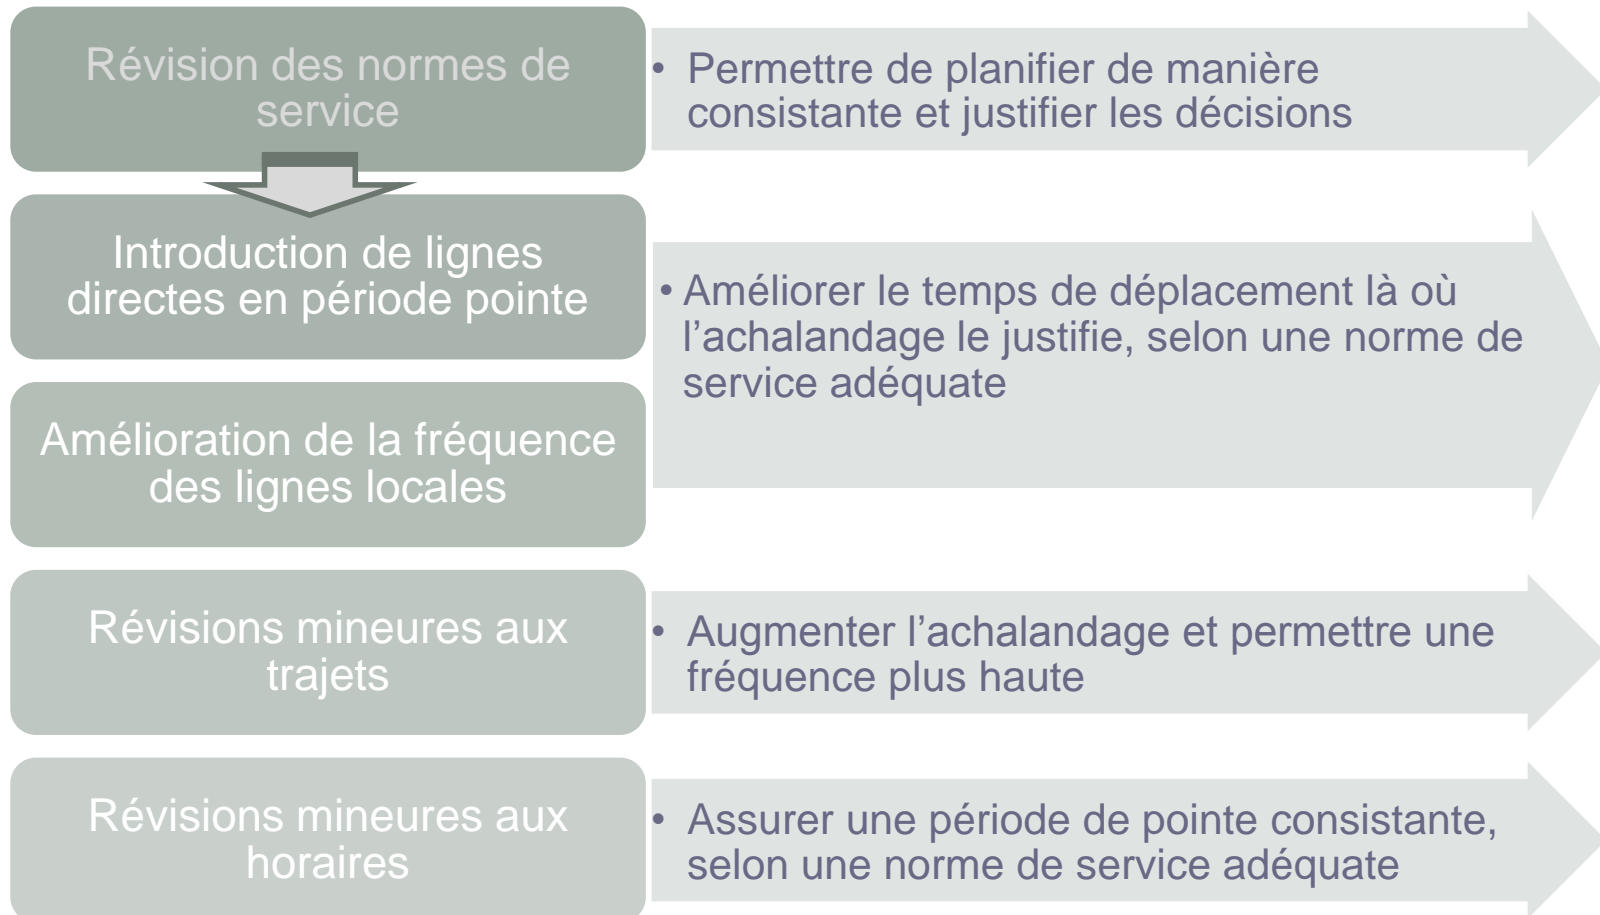 Révision des normes de
service
• Permettre de planifier de manière
consistante et justifier les décisions
Introduction de lignes
directes en période pointe
• Améliorer le temps de déplacement là où
l’achalandage le justifie, selon une norme de
service adéquate
Amélioration de la fréquence
des lignes locales
Révisions mineures aux
trajets
• Augmenter l’achalandage et permettre une
fréquence plus haute
Révisions mineures aux
horaires
• Assurer une période de pointe consistante,
selon une norme de service adéquate